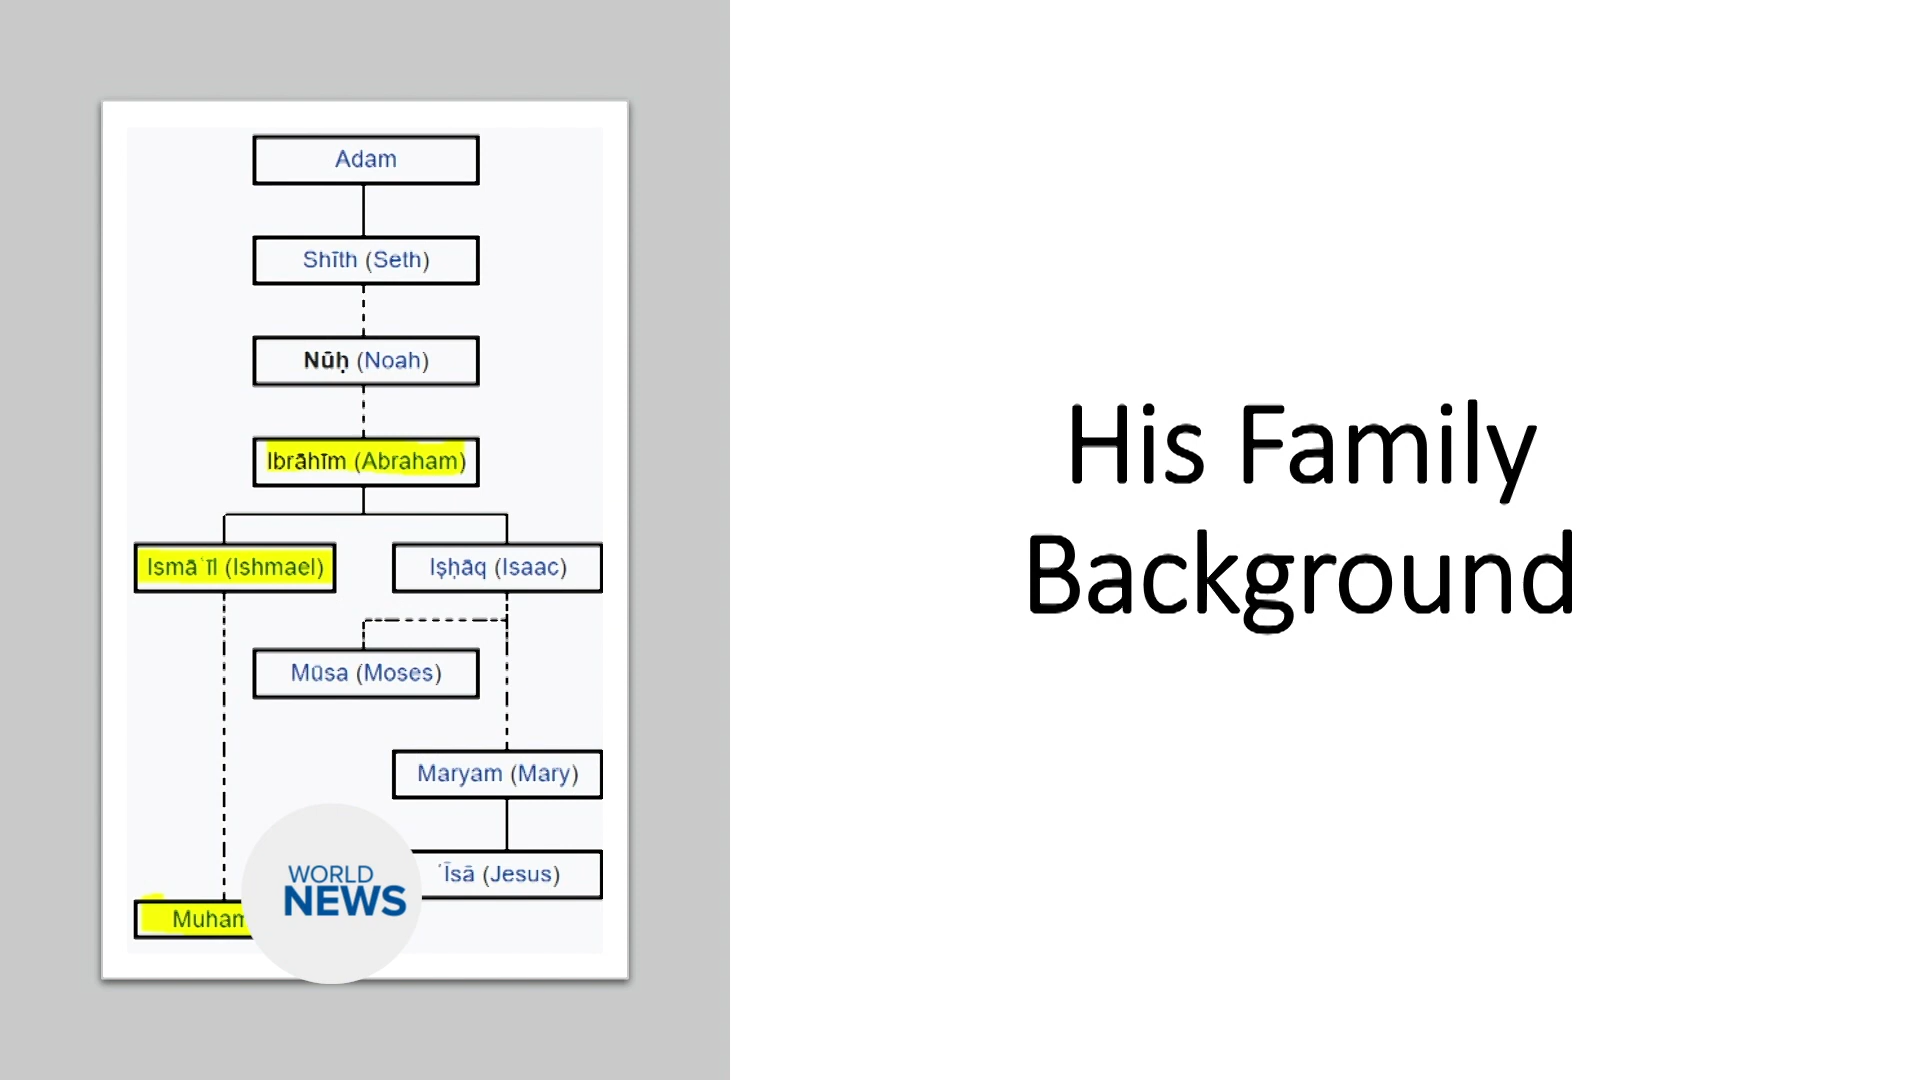 Adam
Shīth (Seth)
Nūḥ (Noah)
Ibrāhīm (Abraham)
Ismāʿīl (Ishmael)
Isḥāq (Isaac)
Mūsa (Moses)
Maryam (Mary)
ʿĪsā (Jesus)
WORLD
NEWS
His Family
Background